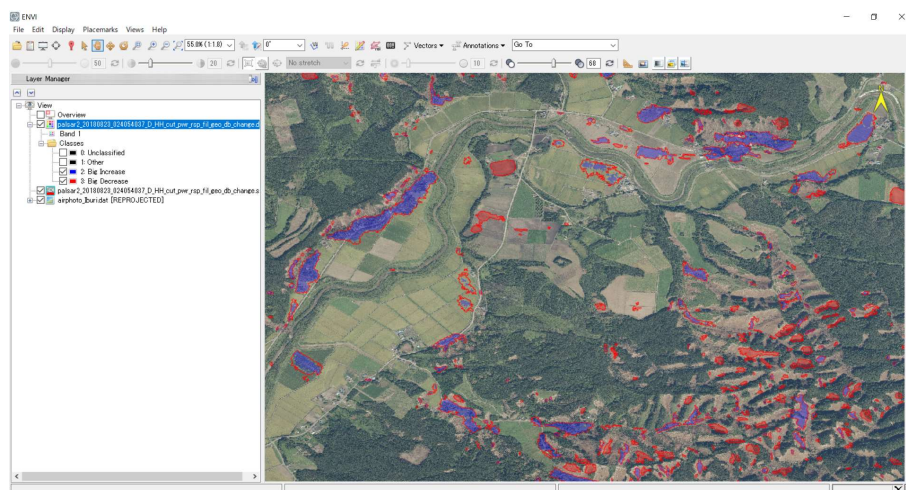 ENVI
File Edit Display Placemarks Views Help
55.8% (1:1.8) 0° Vectors Annotations Go To
50 20 No stretch 10 60
Layer Manager
View
Overview
palsar2_20180823_024054037_D_HH_cut_pwr_rsp_fil_geo_db_change.d
Band 1
Classes
0: Unclassified
1: Other
2: Big Increase
3: Big Decrease
palsar2_20180823_024054037_D_HH_cut_pwr_rsp_fil_geo_db_change.s
airphoto_Iburi.dat [REPROJECTED]